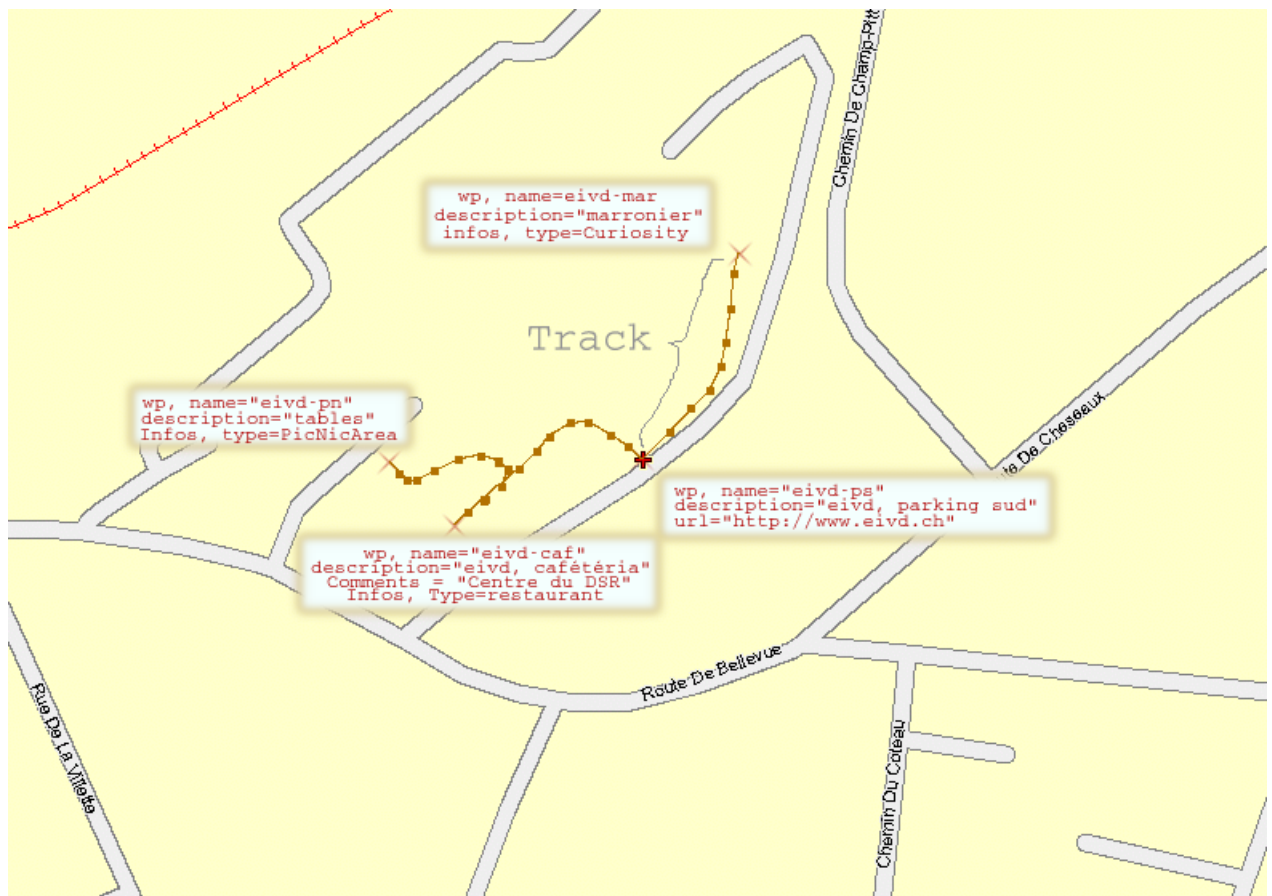 Chemin De Champ-Pitt
wp, name=eivd-mar
description="marronier"
infos, type=Curiosity
Track
wp, name="eivd-pn"
description="tables"
Infos, type=PicNicArea
te De Cheseaux
wp, name="eivd-ps"
description="eivd, parking sud"
url="http://www.eivd.ch"
wp, name="eivd-caf"
description="eivd, cafétéria"
Comments = "Centre du DSR"
Infos, Type=restaurant
Route De Bellevue
Rue De La Villette
Chemin Du Coteau